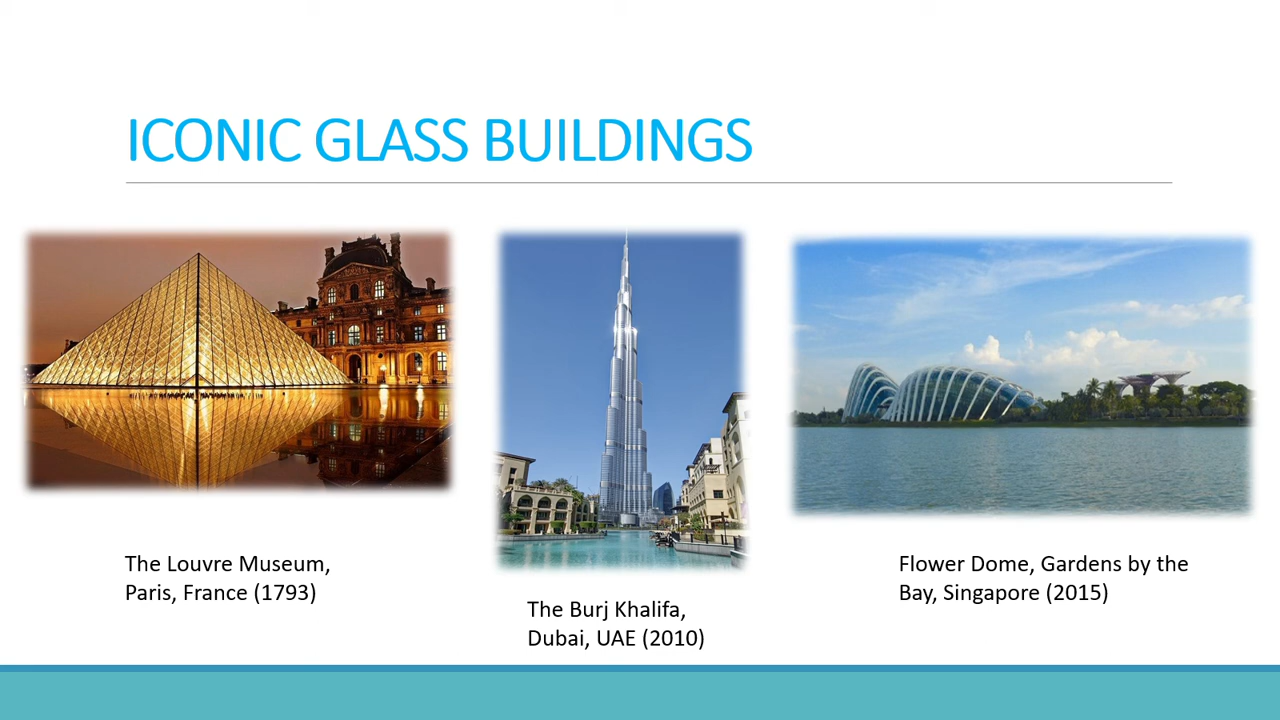 ICONIC GLASS BUILDINGS
The Louvre Museum,
Paris, France (1793)
The Burj Khalifa,
Dubai, UAE (2010)
Flower Dome, Gardens by the
Bay, Singapore (2015)